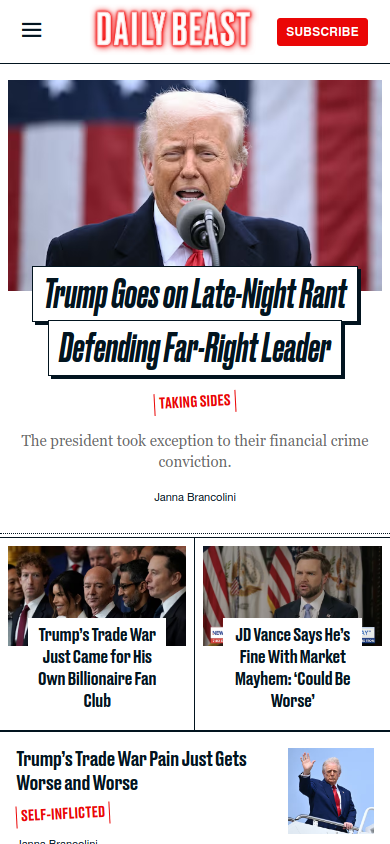 DAILY BEAST
SUBSCRIBE
Trump Goes on Late-Night Rant
Defending Far-Right Leader
TAKING SIDES
The president took exception to their financial crime
conviction.
Janna Brancolini
Trump's Trade War
Just Came for His
Own Billionaire Fan
Club
JD Vance Says He's
Fine With Market
Mayhem: 'Could Be
Worse'
Trump's Trade War Pain Just Gets
Worse and Worse
SELF-INFLICTED
Janna Brancolini